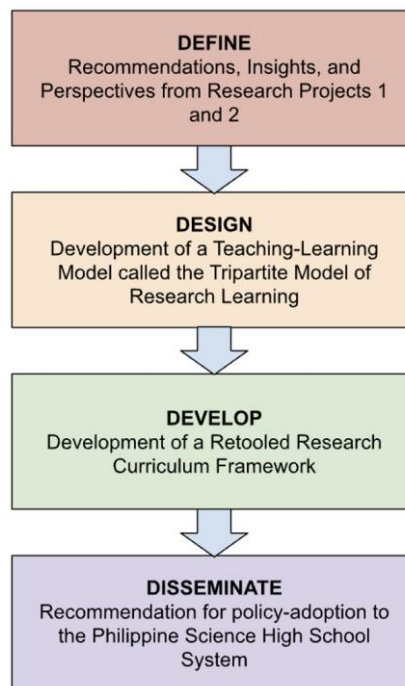 DEFINE
Recommendations, Insights, and
Perspectives from Research Projects 1
and 2
DESIGN
Development of a Teaching-Learning
Model called the Tripartite Model of
Research Learning
DEVELOP
Development of a Retooled Research
Curriculum Framework
DISSEMINATE
Recommendation for policy-adoption to
the Philippine Science High School
System